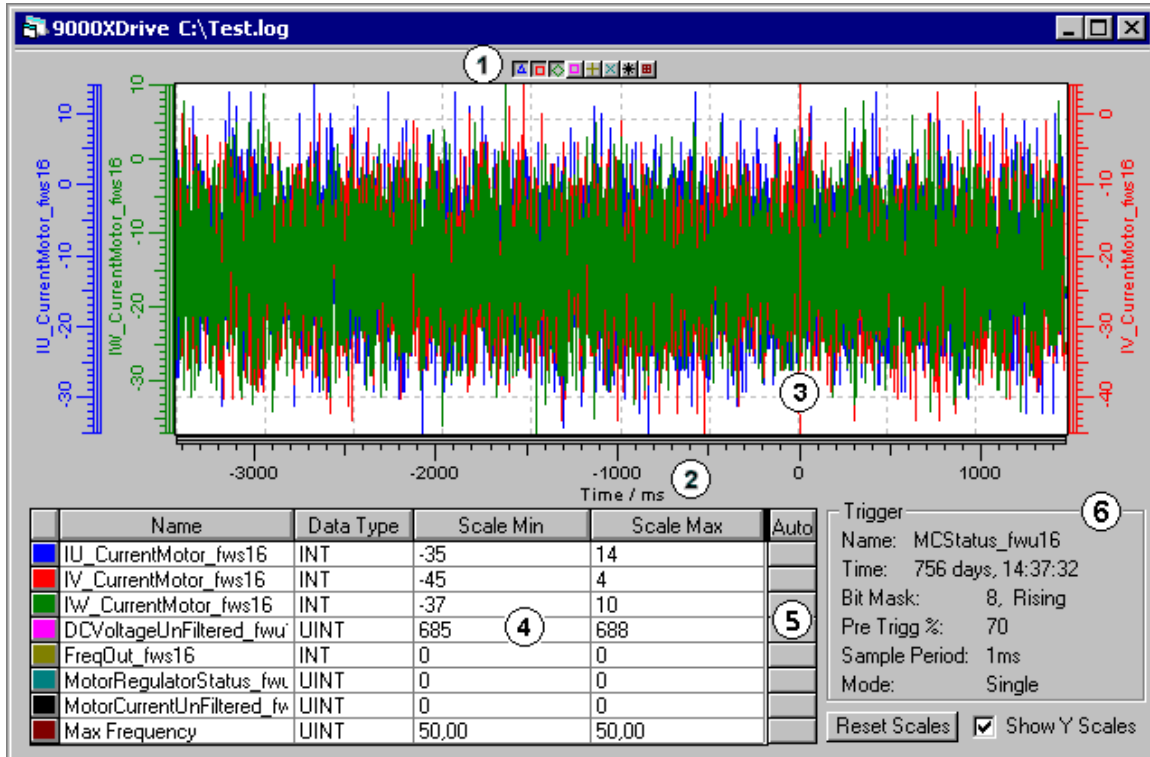 9000XDrive C:\Test.log
1
10
0
-10
-20
-30
IU_CurrentMotor_fws16
10
0
-10
-20
-30
IW_CurrentMotor_fws16
0
-10
-20
-30
-40
IV_CurrentMotor_fws16
3
-3000 -2000 -1000 0 1000
Time / ms 2
Name Data Type Scale Min Scale Max Auto
IU_CurrentMotor_fws16 INT -35 14
IV_CurrentMotor_fws16 INT -45 4
IW_CurrentMotor_fws16 INT -37 10
DCVoltageUnFiltered_fwu UINT 685 4 688 5
FreqOut_fws16 INT 0 0
MotorRegulatorStatus_fwu UINT 0 0
MotorCurrentUnFiltered_fw UINT 0 0
Max Frequency UINT 50,00 50,00
Trigger 6
Name: MCStatus_fwu16
Time: 756 days, 14:37:32
Bit Mask: 8, Rising
Pre Trigg %: 70
Sample Period: 1ms
Mode: Single
Reset Scales Show Y Scales